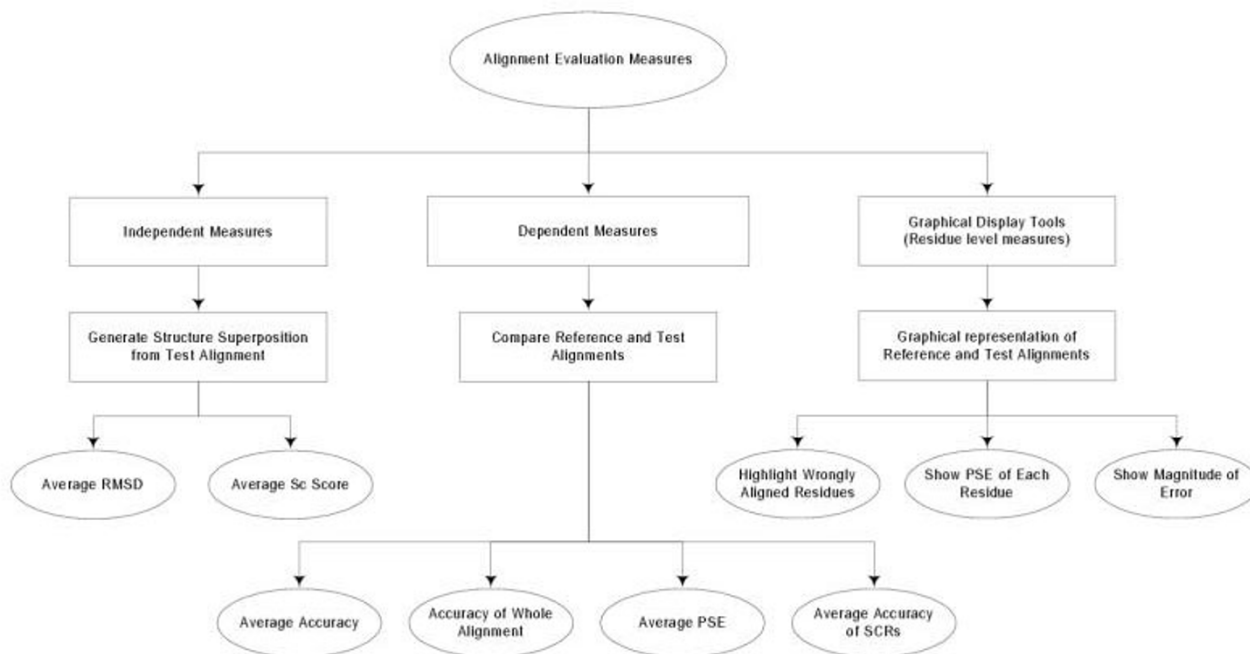 Alignment Evaluation Measures
Independent Measures
Dependent Measures
Graphical Display Tools
(Residue level measures)
Generate Structure Superposition
from Test Alignment
Compare Reference and Test
Alignments
Graphical representation of
Reference and Test Alignments
Average RMSD
Average Sc Score
Highlight Wrongly
Aligned Residues
Show PSE of Each
Residue
Show Magnitude of
Error
Average Accuracy
Accuracy of Whole
Alignment
Average PSE
Average Accuracy
of SCRs